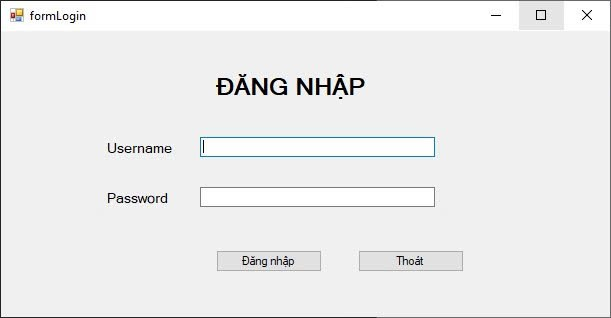 formLogin
ĐĂNG NHẬP
Username
Password
Đăng nhập Thoát